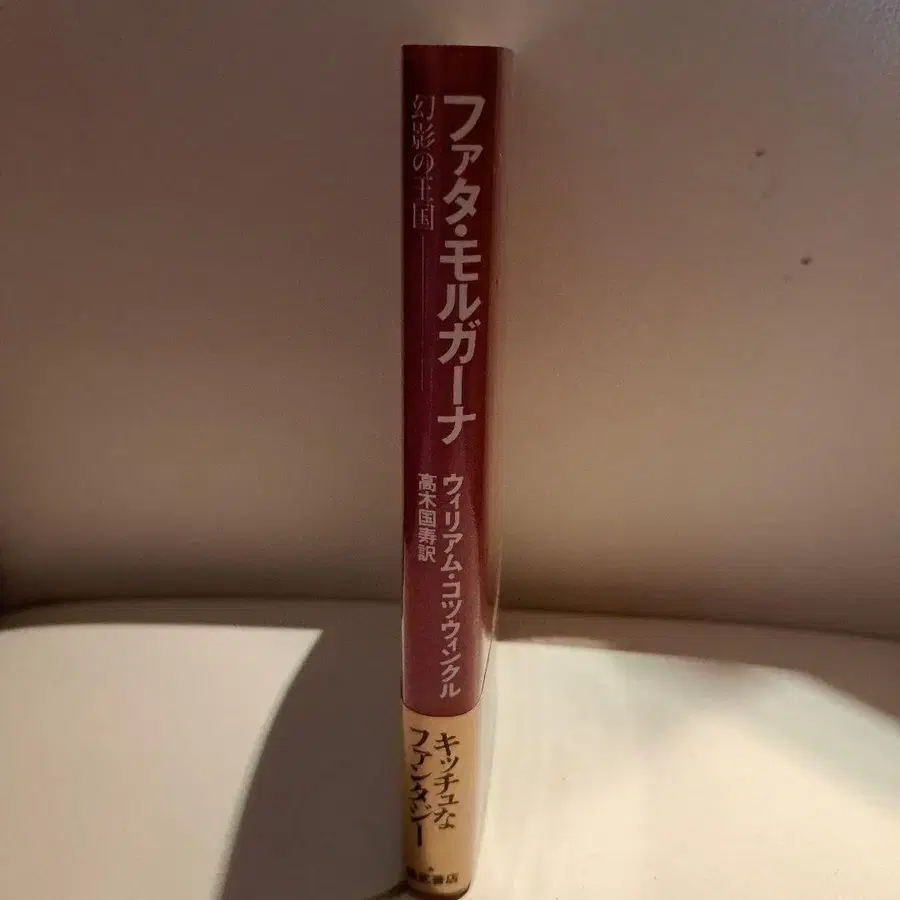 ファタ・モルガーナ
幻影の王国
ウィリアム・コツウィンクル
高木国寿訳
キッチュな
ファンタジー
書店